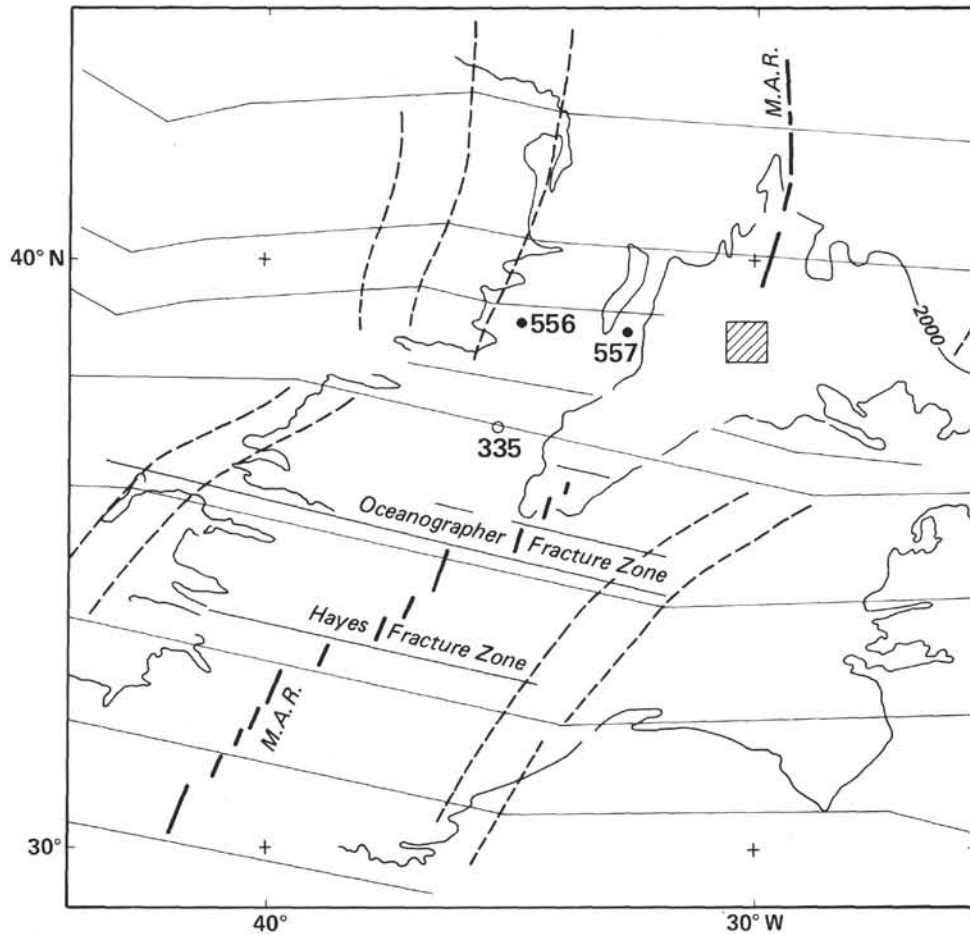 M.A.R.
40° N
2000
556
557
335
Oceanographer Fracture Zone
Hayes Fracture Zone
M.A.R.
30°
40°
30° W